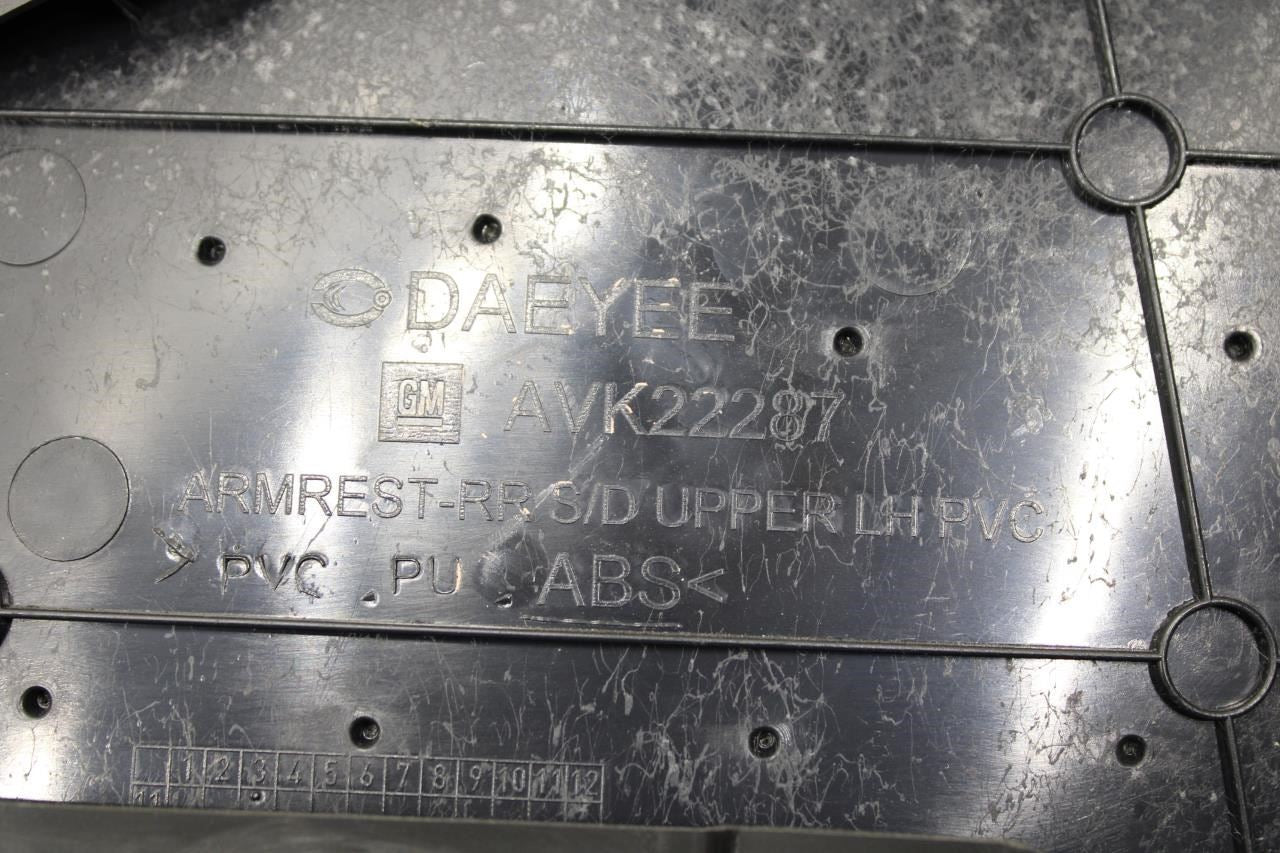 DAEYEE
GM AVK22287
ARMREST-RR S/D UPPER LH PVC
> PVC , PU , ABS<
1 2 3 4 5 6 7 8 9 10 11 12
11